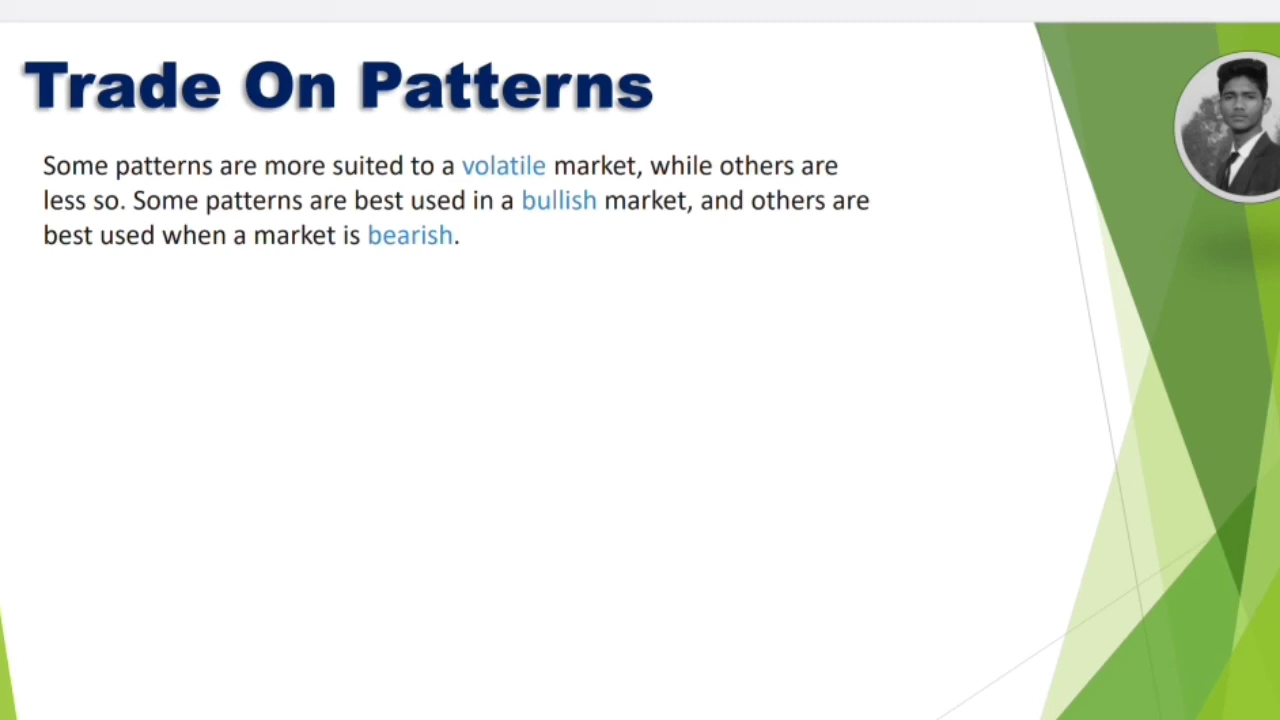 Trade On Patterns
Some patterns are more suited to a volatile market, while others are
less so. Some patterns are best used in a bullish market, and others are
best used when a market is bearish.